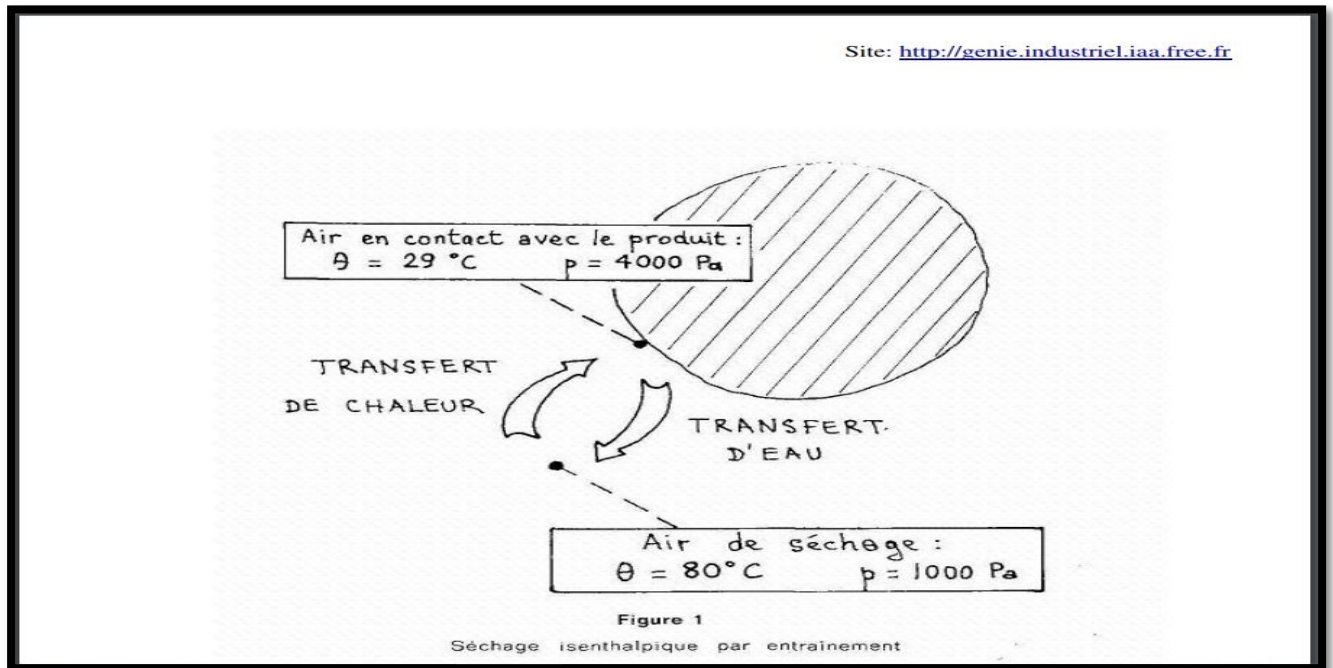 Site: http://genie.industriel.iaa.free.fr
Air en contact avec le produit :
θ = 29 °C p = 4000 Pa
TRANSFERT
DE CHALEUR
TRANSFERT.
D'EAU
Air de séchage :
θ = 80°C p = 1000 Pa
Figure 1
Séchage isenthalpique par entraînement